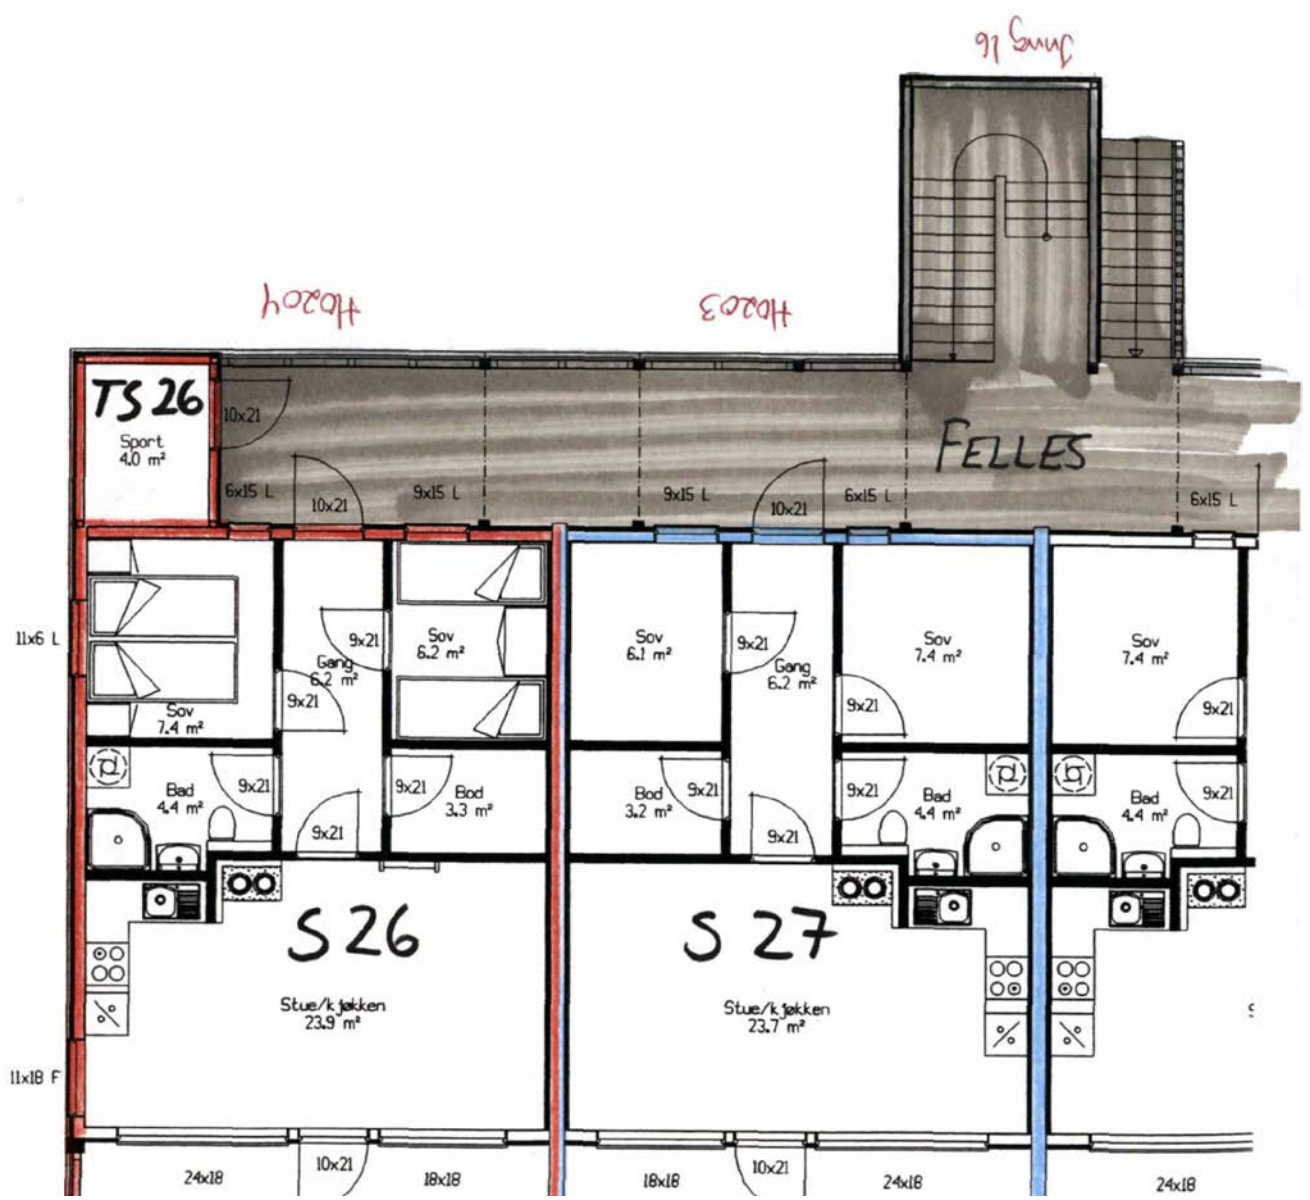 Inng 26
H0204
H0203
TS 26
Sport
4.0 m²
10x21
FELLES
6x15 L
10x21
9x15 L
9x15 L
10x21
6x15 L
6x15 L
11x6 L
Sov
7.4 m²
Gang
6.2 m²
9x21
9x21
Sov
6.2 m²
Sov
6.1 m²
9x21
Gang
6.2 m²
Sov
7.4 m²
9x21
Sov
7.4 m²
9x21
Bad
4.4 m²
9x21
9x21
9x21
Bod
3.3 m²
Bod
3.2 m²
9x21
9x21
9x21
Bad
4.4 m²
Bad
4.4 m²
9x21
S 26
S 27
Stue/kjøkken
23.9 m²
Stue/kjøkken
23.7 m²
11x18 F
24x18
10x21
18x18
18x18
10x21
24x18
24x18